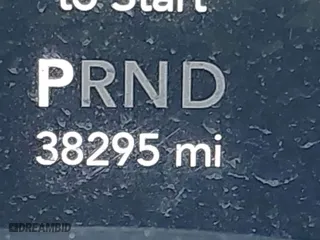 to Start
PRND
38295 mi
DREAMBID